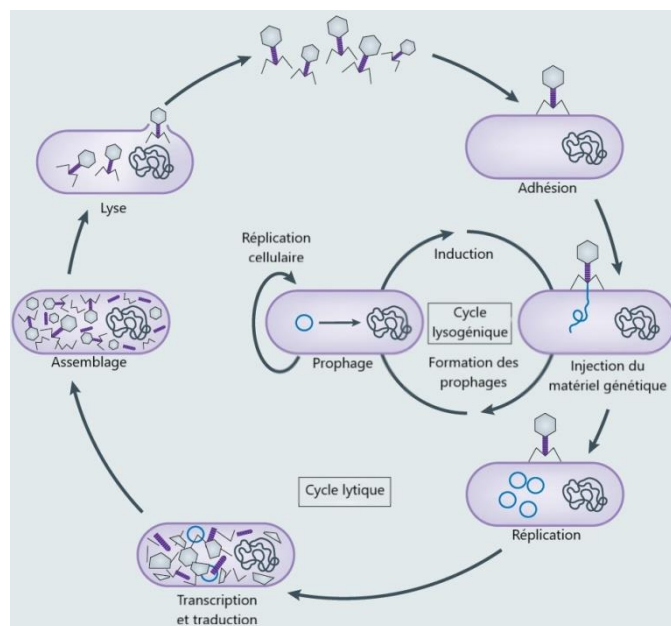 Adhésion
Lyse
Réplication
cellulaire
Induction
Cycle
lysogénique
Prophage
Formation des
prophages
Injection du
matériel génétique
Assemblage
Cycle lytique
Réplication
Transcription
et traduction